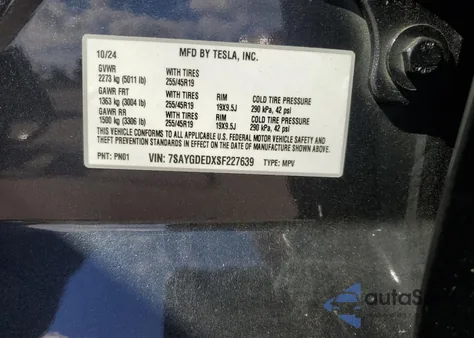 10/24 MFD BY TESLA, INC.
GVWR WITH TIRES
2273 kg (5011 lb) 255/45R19
GAWR FRT WITH TIRES RIM COLD TIRE PRESSURE
1363 kg (3004 lb) 255/45R19 19X9.5J 290 kPa, 42 psi
GAWR RR WITH TIRES RIM COLD TIRE PRESSURE
1500 kg (3306 lb) 255/45R19 19X9.5J 290 kPa, 42 psi
THIS VEHICLE CONFORMS TO ALL APPLICABLE U.S. FEDERAL MOTOR VEHICLE SAFETY
AND THEFT PREVENTION STANDARDS IN EFFECT ON THE DATE OF MANUFACTURE SHOWN ABOVE.
PNT: PN01 VIN: 7SAYGDEDXSF227639 TYPE: MPV